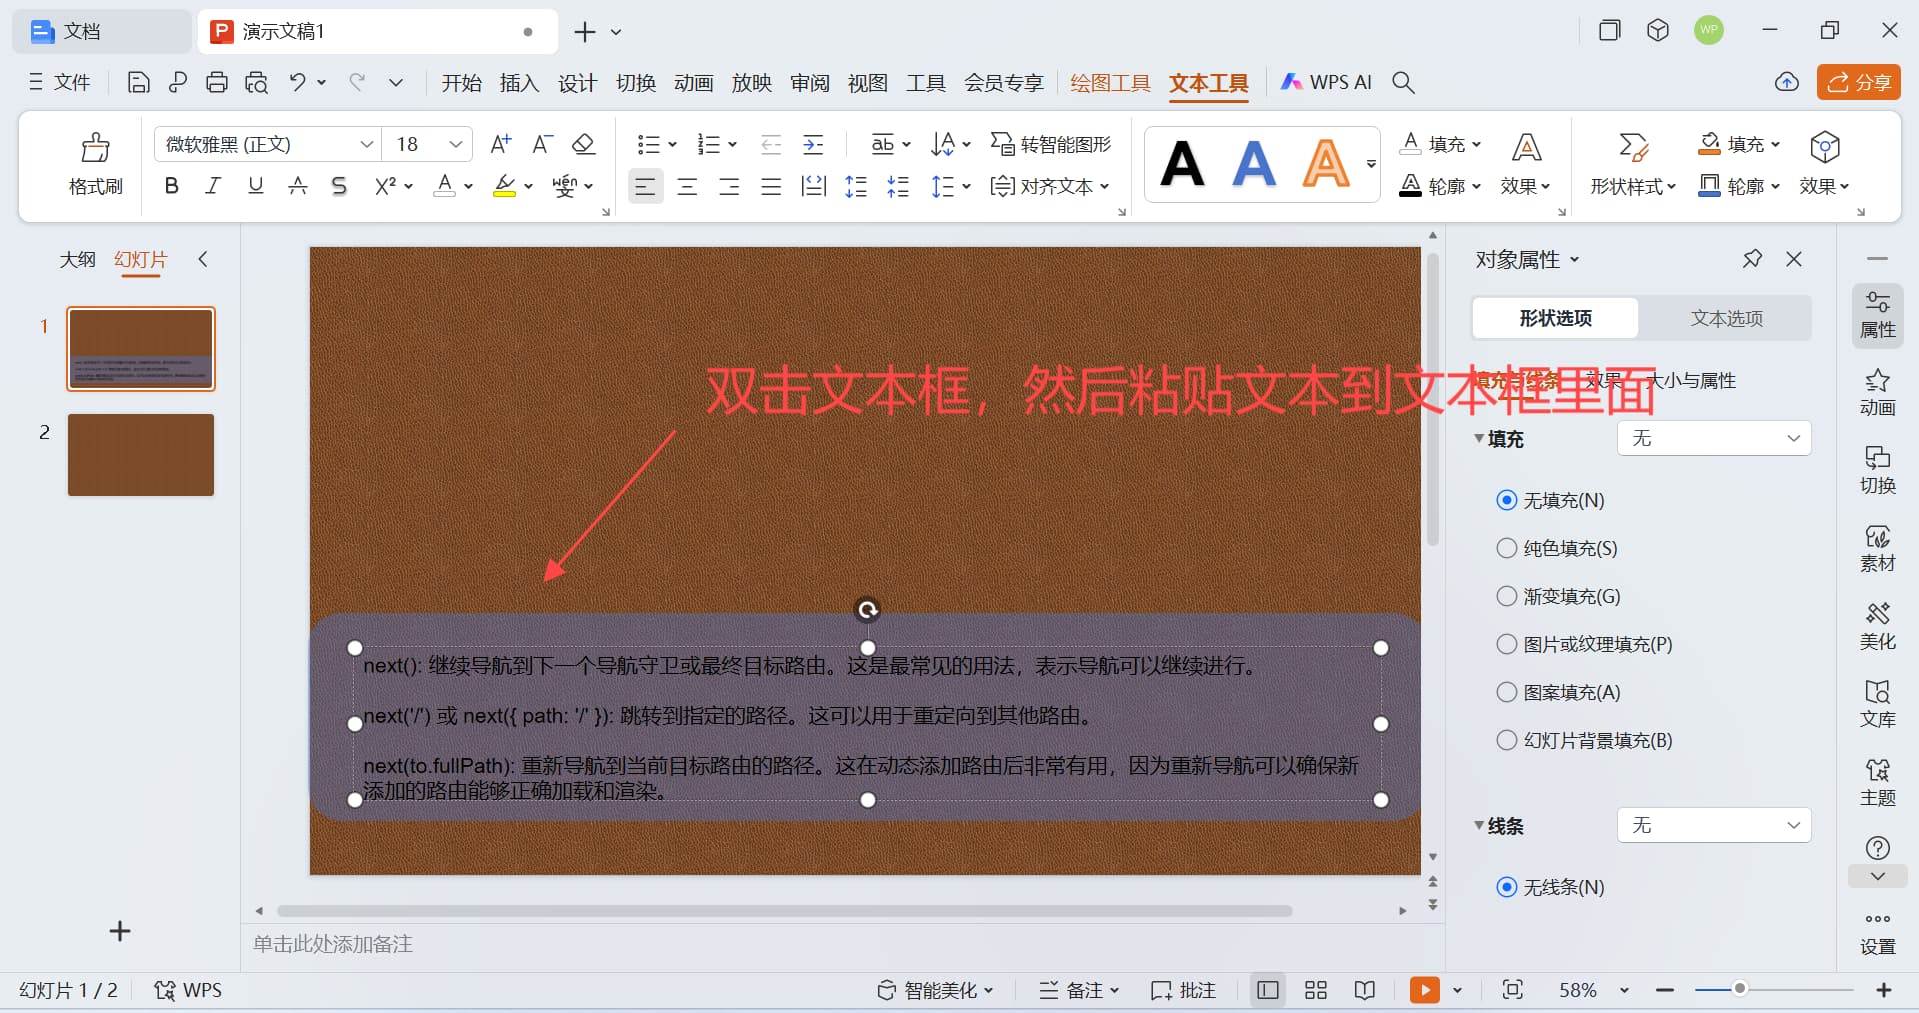 文档
演示文稿1
WP
文件
开始 插入 设计 切换 动画 放映 审阅 视图 工具 会员专享 绘图工具 文本工具 WPS AI
分享
格式刷
微软雅黑 (正文) 18
转智能图形
对齐文本
填充
轮廓
效果
形状样式
填充
轮廓
效果
大纲 幻灯片
1
2
双击文本框，然后粘贴文本到文本框里面
next(): 继续导航到下一个导航守卫或最终目标路由。这是最常见的用法，表示导航可以继续进行。
next('/') 或 next({ path: '/' }): 跳转到指定的路径。这可以用于重定向到其他路由。
next(to.fullPath): 重新导航到当前目标路由的路径。这在动态添加路由后非常有用，因为重新导航可以确保新
添加的路由能够正确加载和渲染。
单击此处添加备注
对象属性
形状选项 文本选项
填充与线条 效果 大小与属性
填充 无
无填充(N)
纯色填充(S)
渐变填充(G)
图片或纹理填充(P)
图案填充(A)
幻灯片背景填充(B)
线条 无
无线条(N)
属性
动画
切换
素材
美化
文库
主题
设置
幻灯片 1 / 2 WPS 智能美化 备注 批注 58%